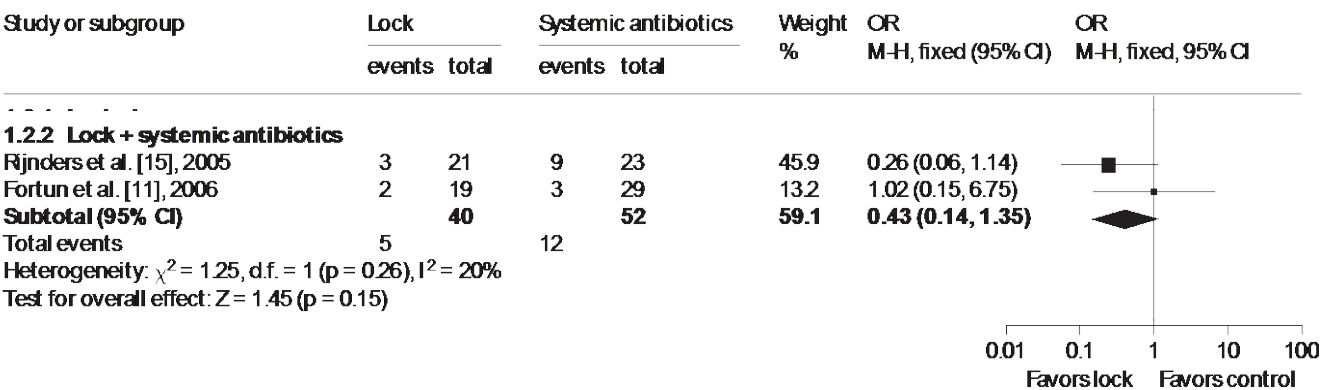 Study or subgroup Lock Systemic antibiotics Weight OR OR
% M-H, fixed (95% CI) M-H, fixed, 95% CI
events total events total
1.2.2 Lock + systemic antibiotics
Rijnders et al. [15], 2005 3 21 9 23 45.9 0.26 (0.06, 1.14)
Fortun et al. [11], 2006 2 19 3 29 13.2 1.02 (0.15, 6.75)
Subtotal (95% CI) 40 52 59.1 0.43 (0.14, 1.35)
Total events 5 12
Heterogeneity: χ² = 1.25, d.f. = 1 (p = 0.26), I² = 20%
Test for overall effect: Z = 1.45 (p = 0.15)
0.01 0.1 1 10 100
Favors lock Favors control